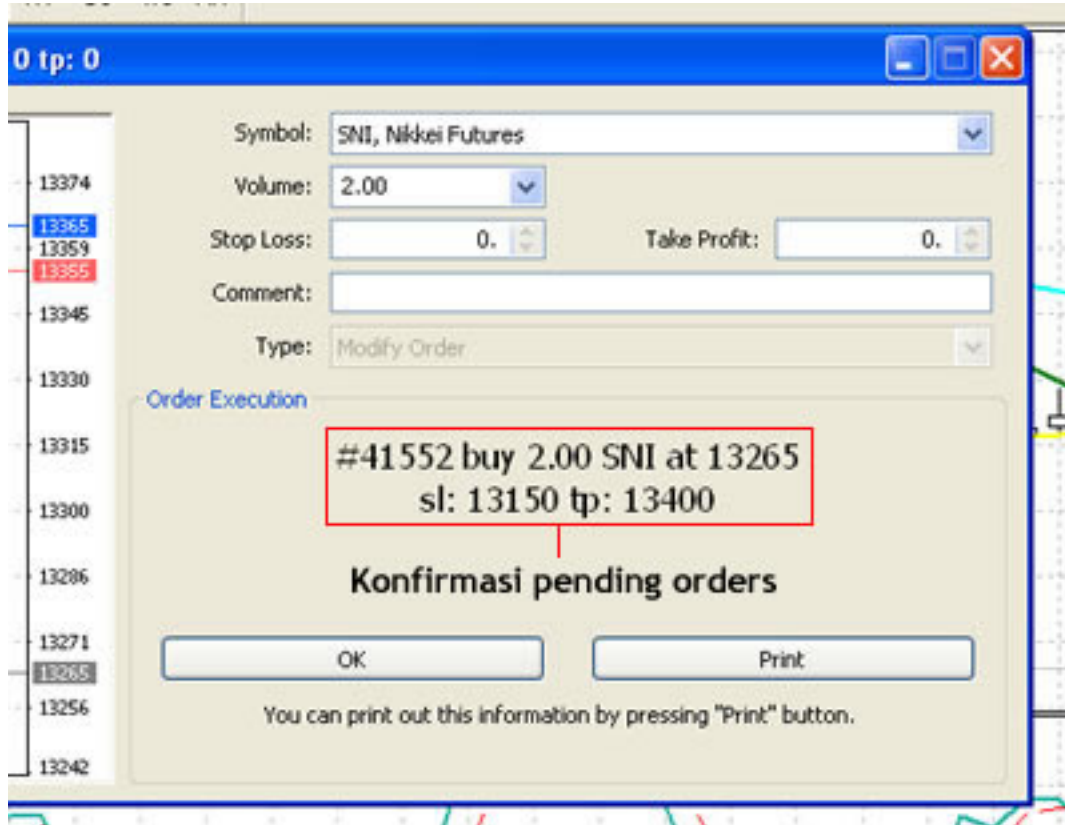 0 tp: 0
Symbol: SNI, Nikkei Futures
Volume: 2.00
Stop Loss: 0. Take Profit: 0.
Comment:
Type: Modify Order
Order Execution
#41552 buy 2.00 SNI at 13265
sl: 13150 tp: 13400
Konfirmasi pending orders
OK Print
You can print out this information by pressing "Print" button.
13374
13365
13359
13355
13345
13330
13315
13300
13286
13271
13265
13256
13242